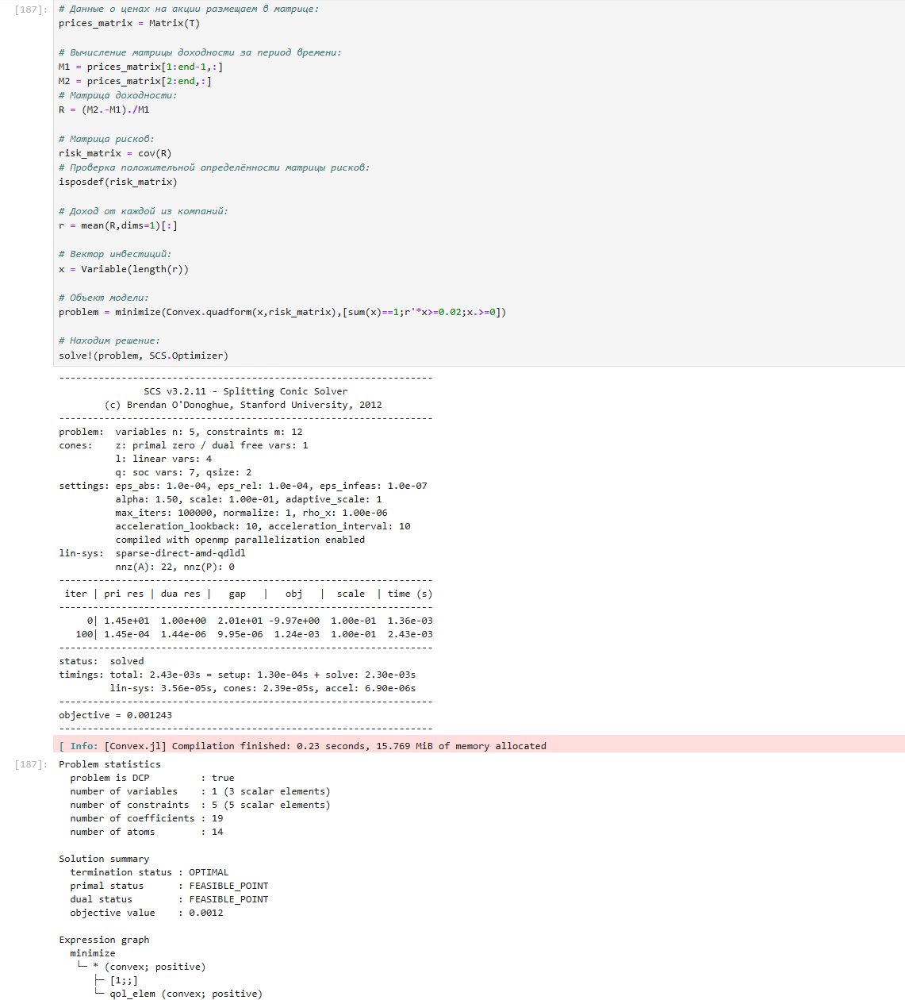 [187]:
# Данные о ценах на акции размещаем в матрице:
prices_matrix = Matrix(T)
# Вычисление матрицы доходности за период времени:
M1 = prices_matrix[1:end-1,:]
M2 = prices_matrix[2:end,:]
# Матрица доходности:
R = (M2.-M1)./M1
# Матрица рисков:
risk_matrix = cov(R)
# Проверка положительной определённости матрицы рисков:
isposdef(risk_matrix)
# Доход от каждой из компаний:
r = mean(R,dims=1)[:]
# Вектор инвестиций:
x = Variable(length(r))
# Объект модели:
problem = minimize(Convex.quadform(x,risk_matrix),[sum(x)==1;r'*x>=0.02;x.>=0])
# Находим решение:
solve!(problem, SCS.Optimizer)
------------------------------------------------------------------
SCS v3.2.11 - Splitting Conic Solver
(c) Brendan O'Donoghue, Stanford University, 2012
------------------------------------------------------------------
problem:  variables n: 5, constraints m: 12
cones:    z: primal zero / dual free vars: 1
l: linear vars: 4
q: soc vars: 7, qsize: 2
settings: eps_abs: 1.0e-04, eps_rel: 1.0e-04, eps_infeas: 1.0e-07
alpha: 1.50, scale: 1.00e-01, adaptive_scale: 1
max_iters: 100000, normalize: 1, rho_x: 1.00e-06
acceleration_lookback: 10, acceleration_interval: 10
compiled with openmp parallelization enabled
lin-sys:  sparse-direct-amd-qdldl
nnz(A): 22, nnz(P): 0
------------------------------------------------------------------
iter | pri res | dua res |   gap   |   obj   |  scale  | time (s)
------------------------------------------------------------------
0| 1.45e+01  1.00e+00  2.01e+01 -9.97e+00  1.00e-01  1.36e-03
100| 1.45e-04  1.44e-06  9.95e-06  1.24e-03  1.00e-01  2.43e-03
------------------------------------------------------------------
status:  solved
timings: total: 2.43e-03s = setup: 1.30e-04s + solve: 2.30e-03s
lin-sys: 3.56e-05s, cones: 2.39e-05s, accel: 6.90e-06s
------------------------------------------------------------------
objective = 0.001243
------------------------------------------------------------------
[ Info: [Convex.jl] Compilation finished: 0.23 seconds, 15.769 MiB of memory allocated
[187]: Problem statistics
problem is DCP         : true
number of variables    : 1 (3 scalar elements)
number of constraints  : 5 (5 scalar elements)
number of coefficients : 19
number of atoms        : 14
Solution summary
termination status : OPTIMAL
primal status      : FEASIBLE_POINT
dual status        : FEASIBLE_POINT
objective value    : 0.0012
Expression graph
minimize
└─ * (convex; positive)
├─ [1;;]
└─ qol_elem (convex; positive)